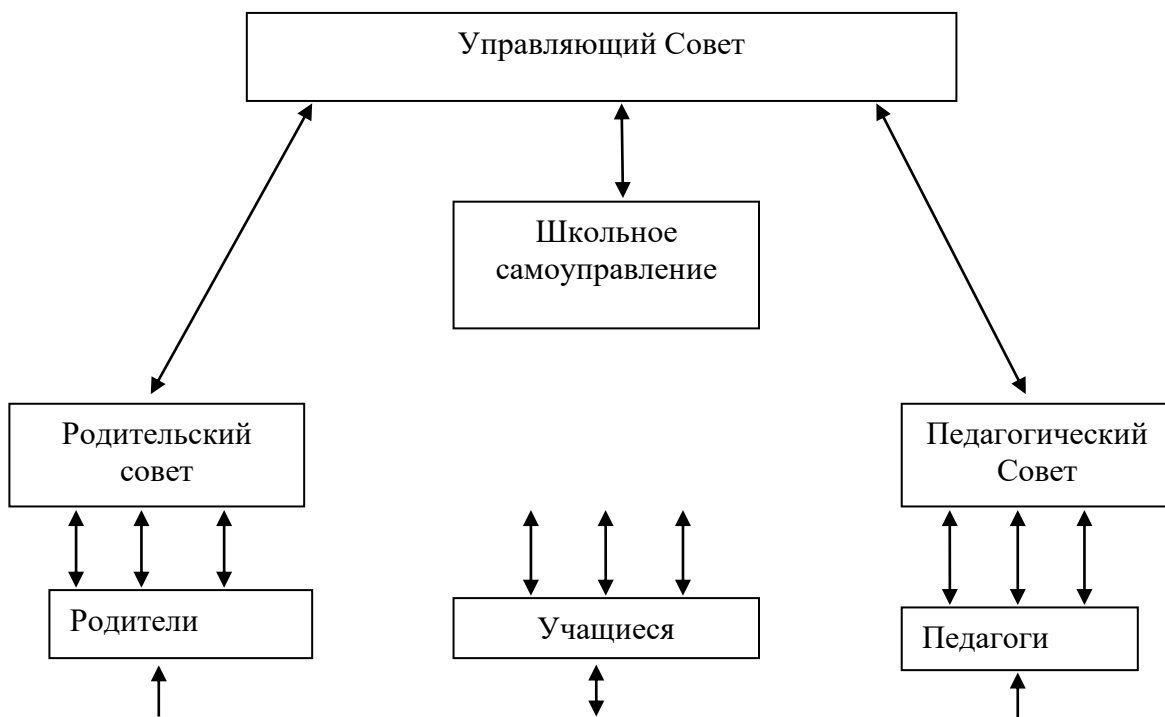 Управляющий Совет
Школьное
самоуправление
Родительский
совет
Педагогический
Совет
Родители
Учащиеся
Педагоги